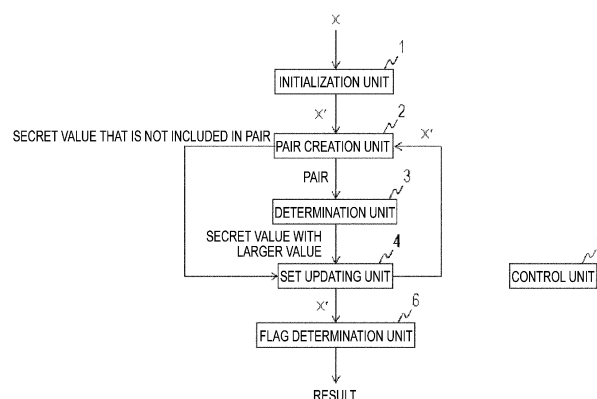 X
1
INITIALIZATION UNIT
X'
2
SECRET VALUE THAT IS NOT INCLUDED IN PAIR
PAIR CREATION UNIT
X'
PAIR
3
DETERMINATION UNIT
SECRET VALUE WITH
LARGER VALUE
4
SET UPDATING UNIT
CONTROL UNIT
X'
6
FLAG DETERMINATION UNIT
RESULT